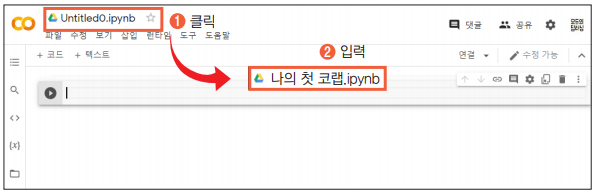 Untitled0.ipynb
❶ 클릭
댓글
공유
파일 수정 보기 삽입 런타임 도구 도움말
+ 코드 + 텍스트
❷ 입력
연결
수정 가능
나의 첫 코랩.ipynb
{x}